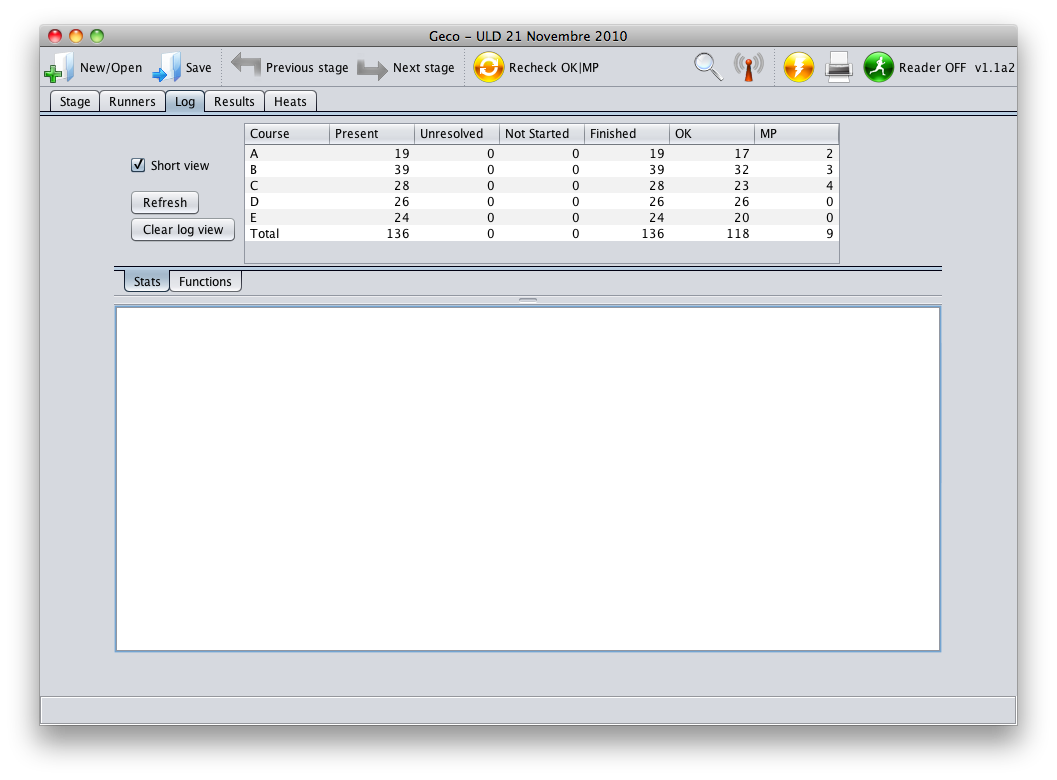 Geco – ULD 21 Novembre 2010
New/Open Save Previous stage Next stage Recheck OK|MP Reader OFF v1.1a2
Stage Runners Log Results Heats
Short view
Refresh
Clear log view
Course Present Unresolved Not Started Finished OK MP
A 19 0 0 19 17 2
B 39 0 0 39 32 3
C 28 0 0 28 23 4
D 26 0 0 26 26 0
E 24 0 0 24 20 0
Total 136 0 0 136 118 9
Stats Functions